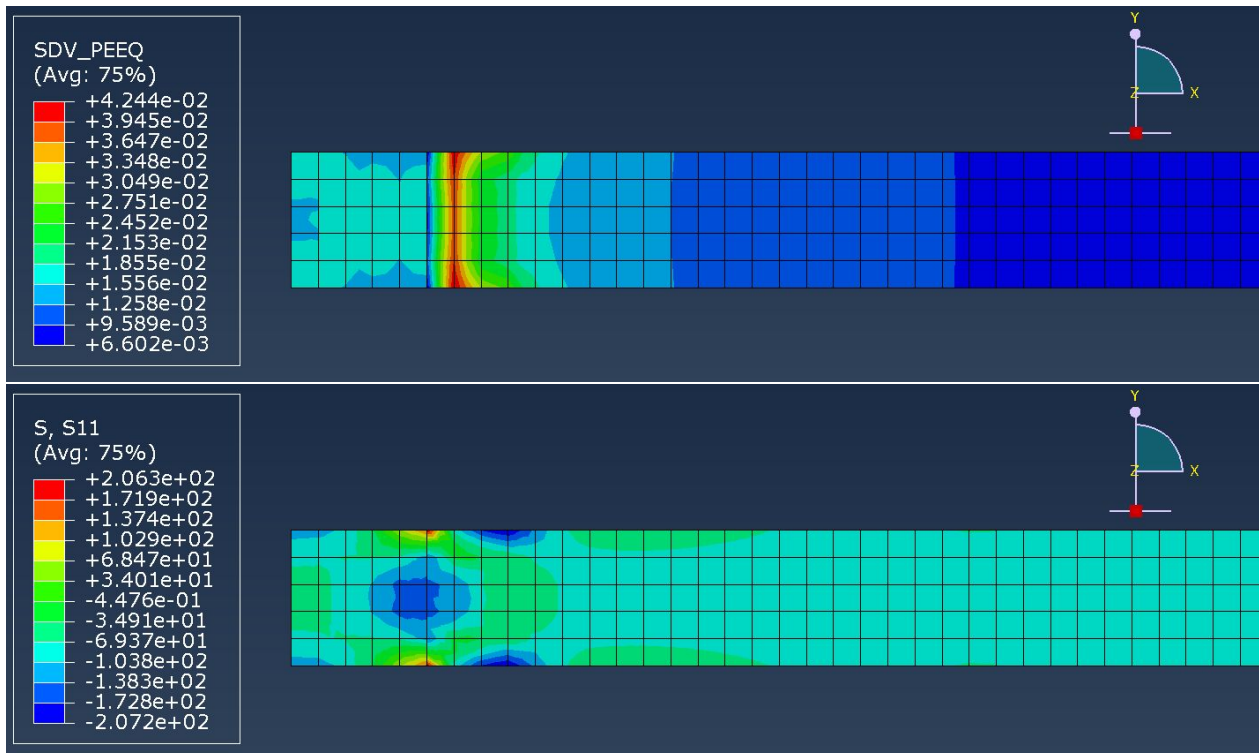 SDV_PEEQ
(Avg: 75%)
+4.244e-02
+3.945e-02
+3.647e-02
+3.348e-02
+3.049e-02
+2.751e-02
+2.452e-02
+2.153e-02
+1.855e-02
+1.556e-02
+1.258e-02
+9.589e-03
+6.602e-03
Y
Z X
S, S11
(Avg: 75%)
+2.063e+02
+1.719e+02
+1.374e+02
+1.029e+02
+6.847e+01
+3.401e+01
-4.476e-01
-3.491e+01
-6.937e+01
-1.038e+02
-1.383e+02
-1.728e+02
-2.072e+02
Y
Z X